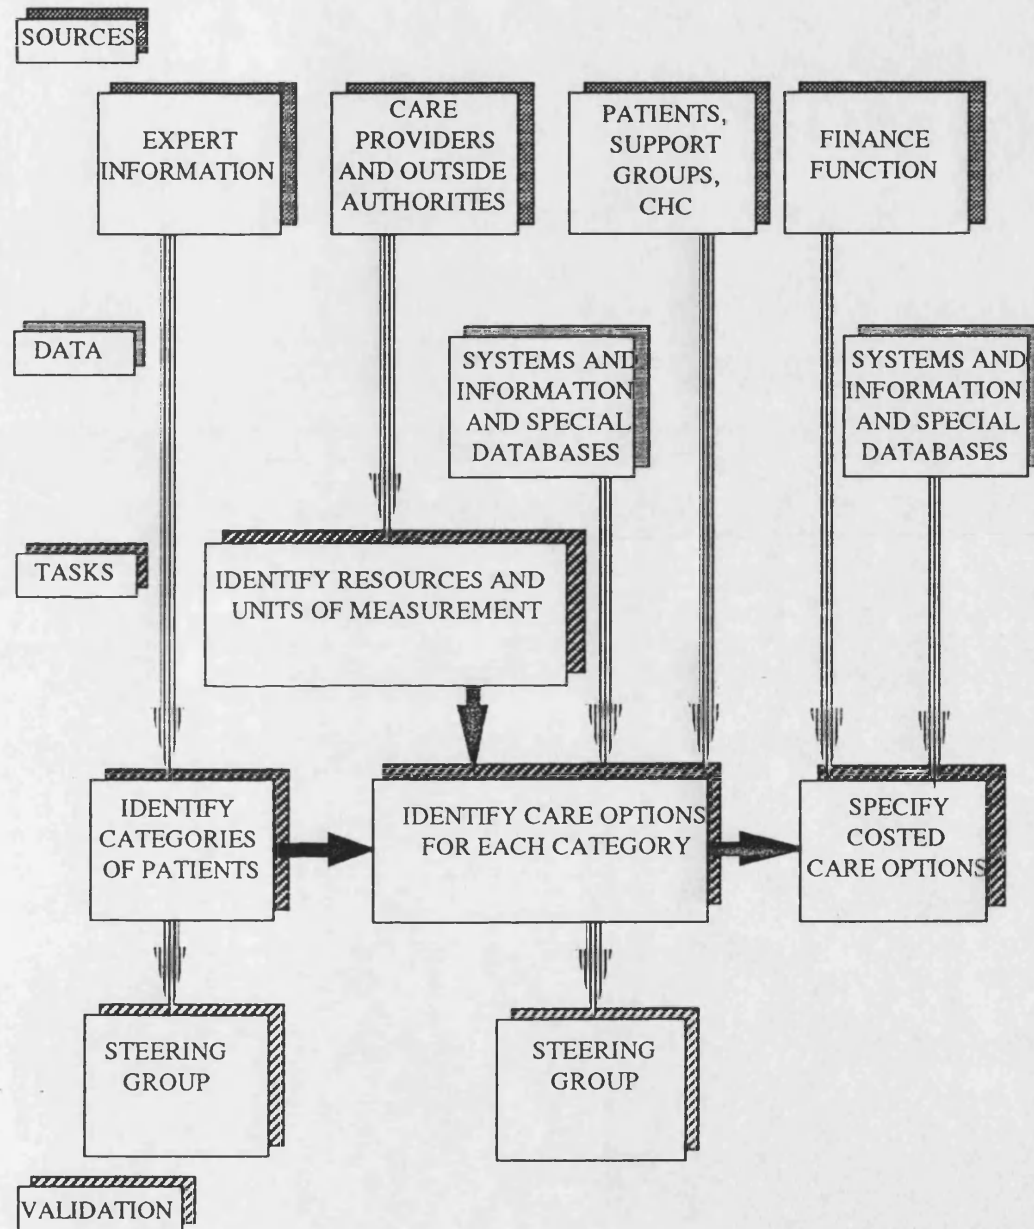 SOURCES
EXPERT
INFORMATION
CARE
PROVIDERS
AND OUTSIDE
AUTHORITIES
PATIENTS,
SUPPORT
GROUPS,
CHC
FINANCE
FUNCTION
DATA
SYSTEMS AND
INFORMATION
AND SPECIAL
DATABASES
SYSTEMS AND
INFORMATION
AND SPECIAL
DATABASES
TASKS
IDENTIFY RESOURCES AND
UNITS OF MEASUREMENT
IDENTIFY
CATEGORIES
OF PATIENTS
IDENTIFY CARE OPTIONS
FOR EACH CATEGORY
SPECIFY
COSTED
CARE OPTIONS
STEERING
GROUP
STEERING
GROUP
VALIDATION